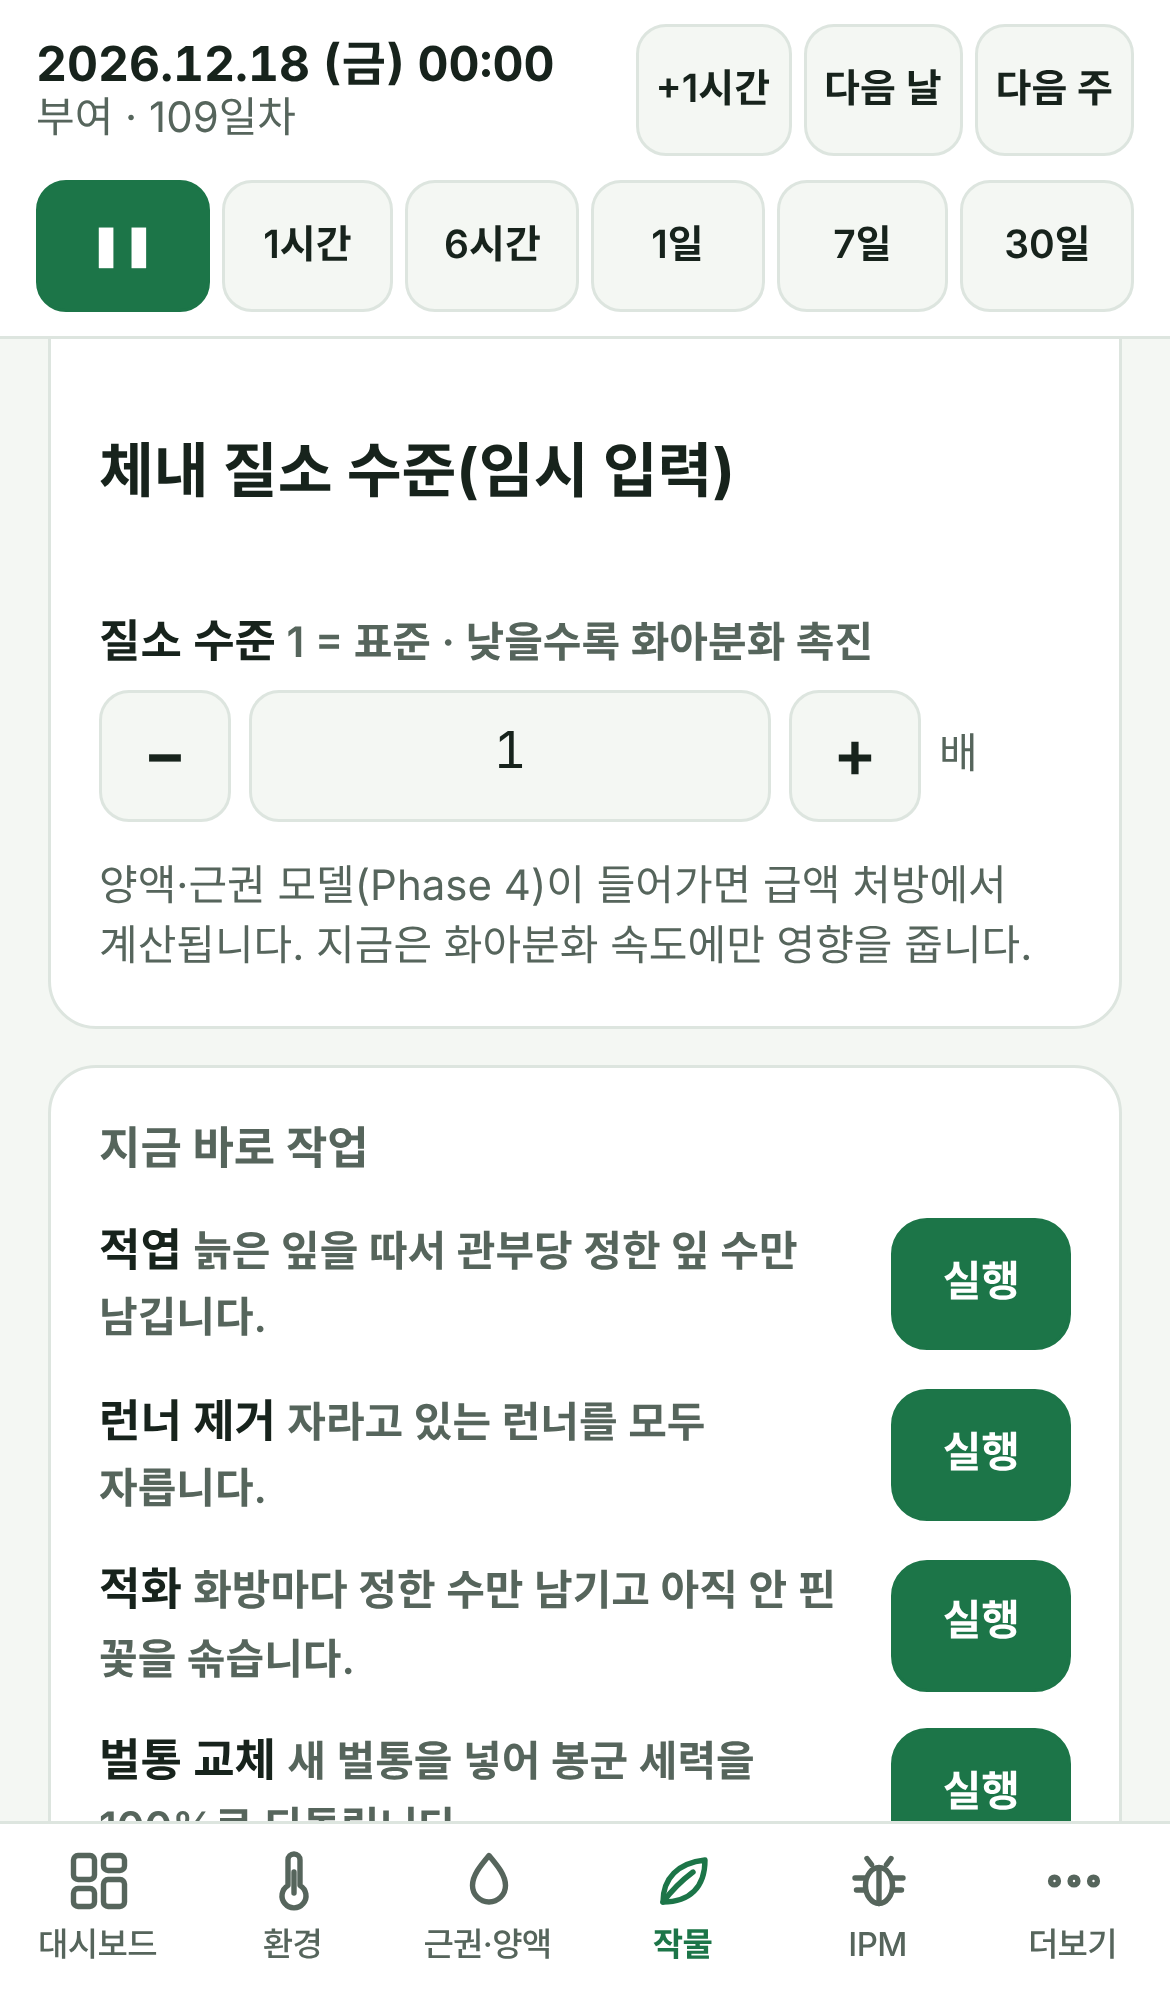 2026.12.18 (금) 00:00
부여 · 109일차
+1시간
다음 날
다음 주
1시간
6시간
1일
7일
30일
체내 질소 수준(임시 입력)
질소 수준 1 = 표준 · 낮을수록 화아분화 촉진
−
1
+
배
양액·근권 모델(Phase 4)이 들어가면 급액 처방에서
계산됩니다. 지금은 화아분화 속도에만 영향을 줍니다.
지금 바로 작업
적엽 늙은 잎을 따서 관부당 정한 잎 수만
남깁니다.
실행
런너 제거 자라고 있는 런너를 모두
자릅니다.
실행
적화 화방마다 정한 수만 남기고 아직 안 핀
꽃을 솎습니다.
실행
벌통 교체 새 벌통을 넣어 봉군 세력을
100%로 되돌립니다
실행
대시보드
환경
근권·양액
작물
IPM
더보기